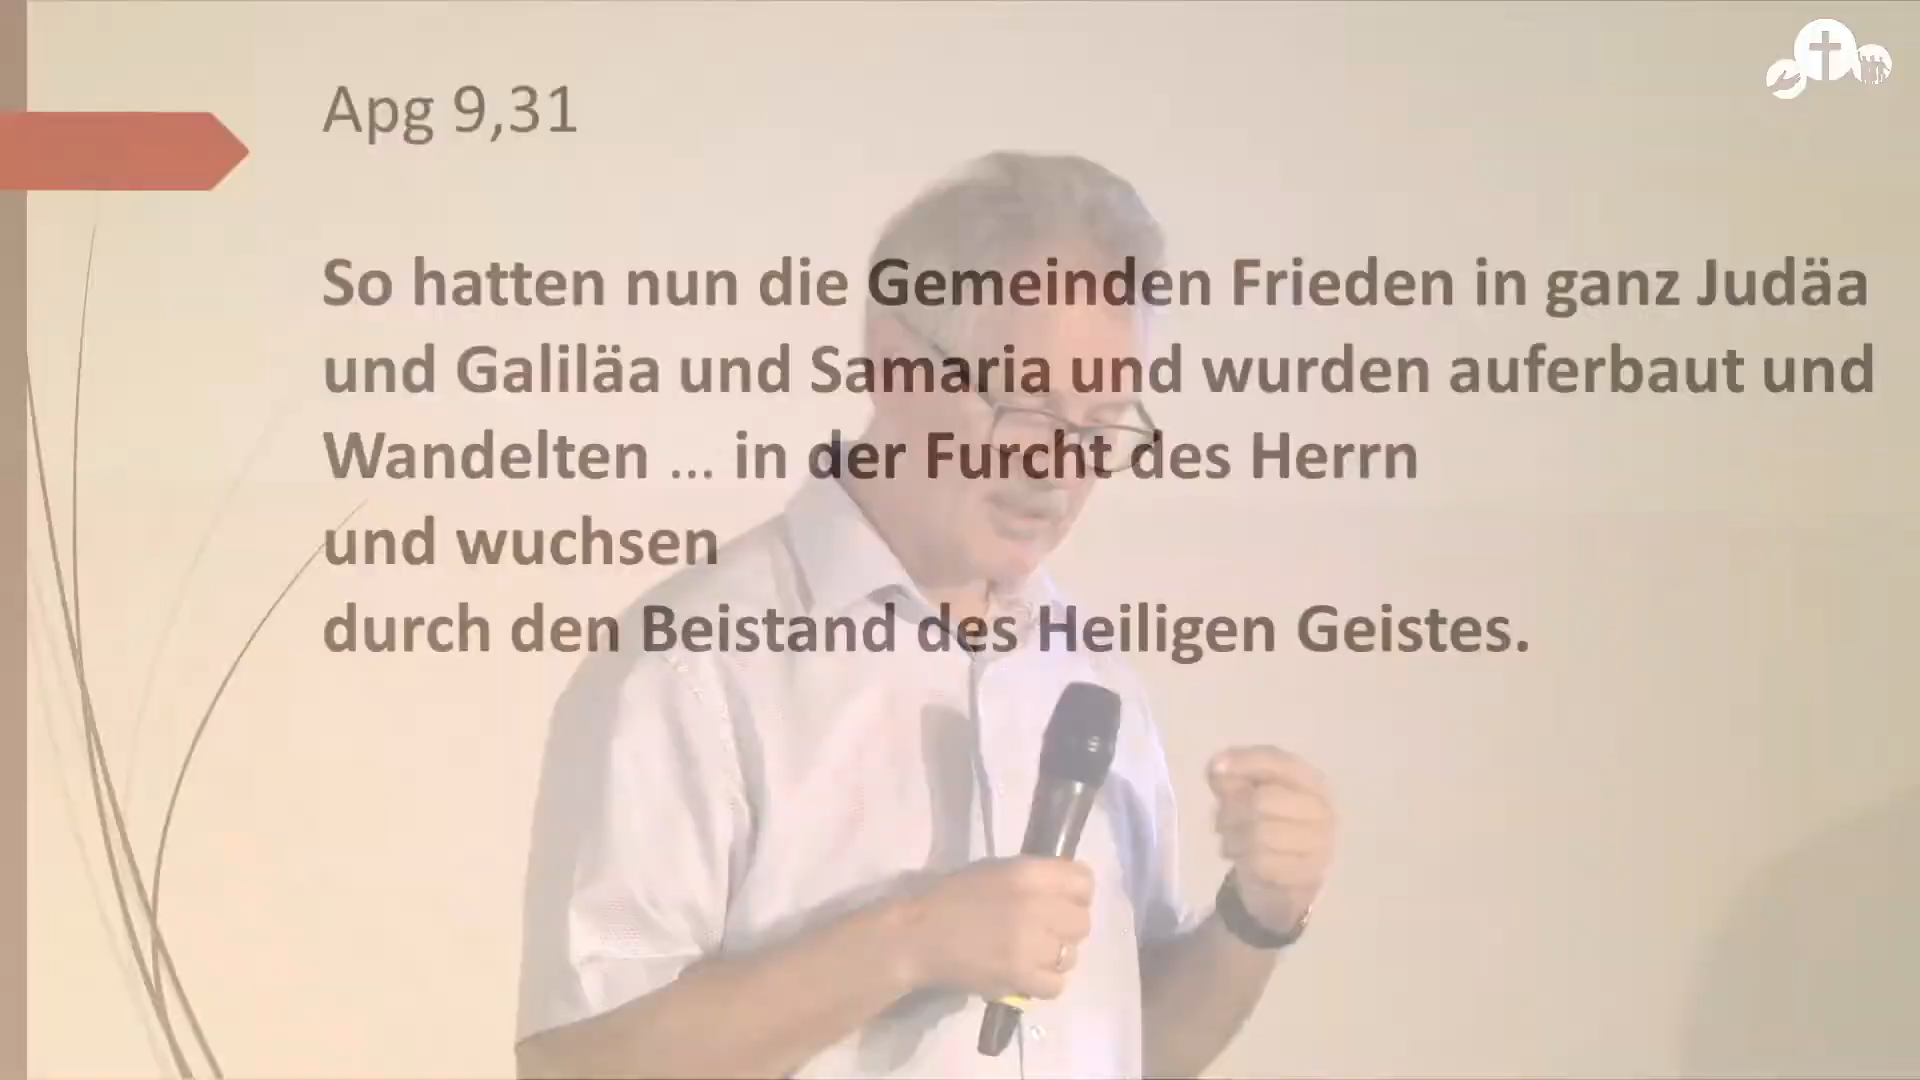 Apg 9,31
So hatten nun die Gemeinden Frieden in ganz Judäa
und Galiläa und Samaria und wurden auferbaut und
Wandelten ... in der Furcht des Herrn
und wuchsen
durch den Beistand des Heiligen Geistes.